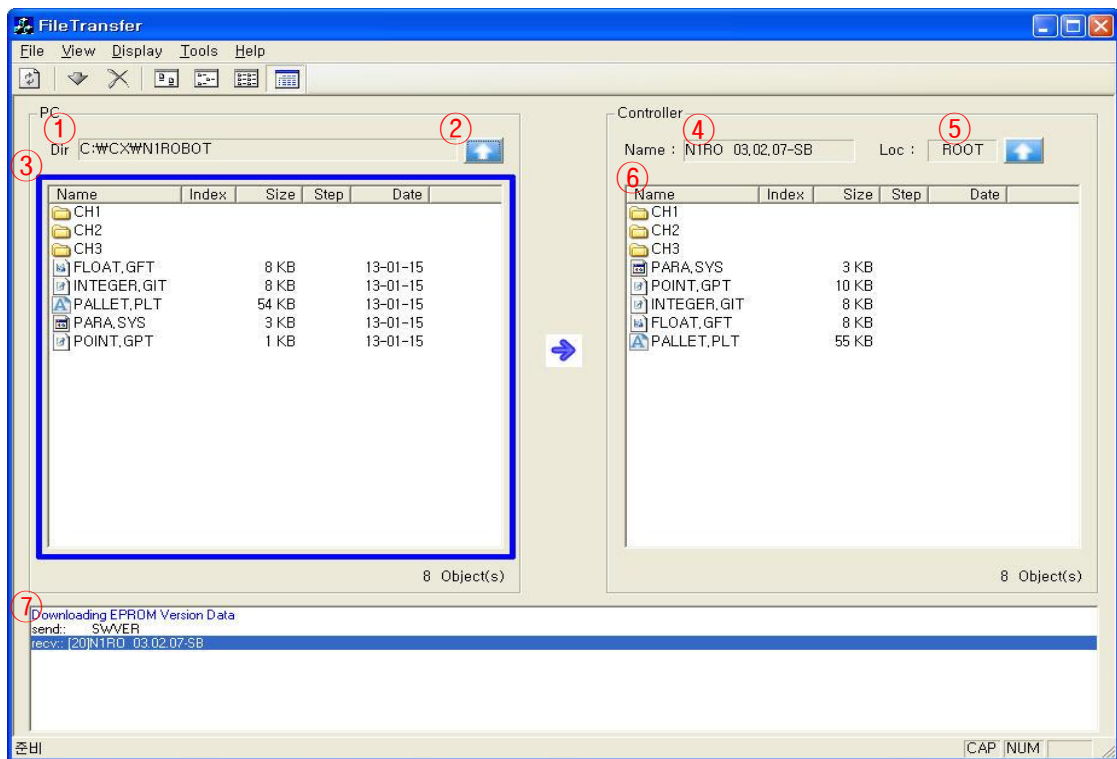 FileTransfer
File View Display Tools Help
PC
① ②
Dir C:₩CX₩N1ROBOT
③
Name Index Size Step Date
CH1
CH2
CH3
FLOAT.GFT 8 KB 13-01-15
INTEGER.GIT 8 KB 13-01-15
PALLET.PLT 54 KB 13-01-15
PARA.SYS 3 KB 13-01-15
POINT.GPT 1 KB 13-01-15
8 Object(s)
Controller
④ ⑤
Name : N1RO 03.02.07-SB Loc : ROOT
⑥
Name Index Size Step Date
CH1
CH2
CH3
PARA.SYS 3 KB
POINT.GPT 10 KB
INTEGER.GIT 8 KB
FLOAT.GFT 8 KB
PALLET.PLT 55 KB
8 Object(s)
⑦
Downloading EPROM Version Data
send:: SWVER
recv:: [20]N1RO 03.02.07-SB
준비 CAP NUM